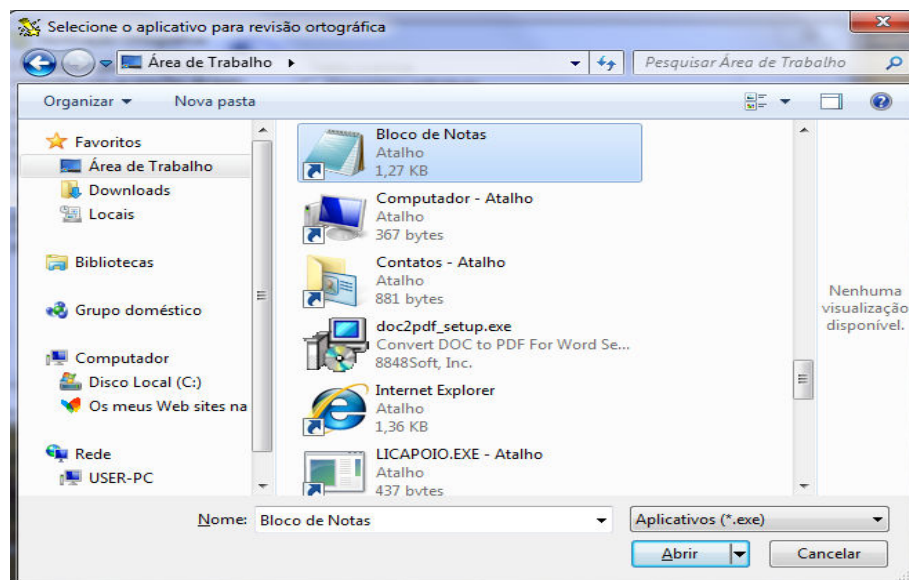 Selecione o aplicativo para revisão ortográfica
Área de Trabalho
Pesquisar Área de Trabalho
Organizar
Nova pasta
Favoritos
Área de Trabalho
Downloads
Locais
Bibliotecas
Grupo doméstico
Computador
Disco Local (C:)
Os meus Web sites na
Rede
USER-PC
Bloco de Notas
Atalho
1,27 KB
Computador - Atalho
Atalho
367 bytes
Contatos - Atalho
Atalho
881 bytes
doc2pdf_setup.exe
Convert DOC to PDF For Word Se...
8848Soft, Inc.
Internet Explorer
Atalho
1,36 KB
LICAPOIO.EXE - Atalho
Atalho
437 bytes
Nenhuma
visualização
disponível.
Nome: Bloco de Notas
Aplicativos (*.exe)
Abrir
Cancelar